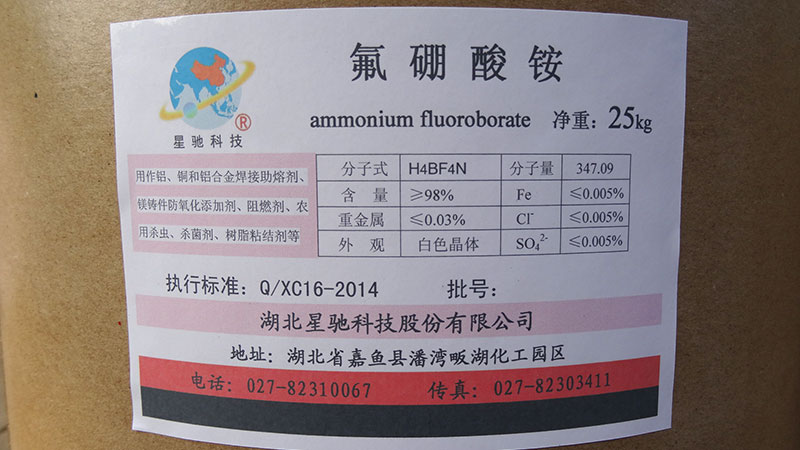 氟硼酸铵
ammonium fluoroborate 净重：25kg
®
星驰科技
用作铝、铜和铝合金焊接助熔剂、
镁铸件防氧化添加剂、阻燃剂、农
用杀虫、杀菌剂、树脂粘结剂等
分子式 H4BF4N 分子量 347.09
含 量 ≥98% Fe ≤0.005%
重金属 ≤0.03% Cl⁻ ≤0.005%
外 观 白色晶体 SO₄²⁻ ≤0.005%
执行标准：Q/XC16-2014 批号：
湖北星驰科技股份有限公司
地址：湖北省嘉鱼县潘湾畈湖化工园区
电话：027-82310067 传真：027-82303411